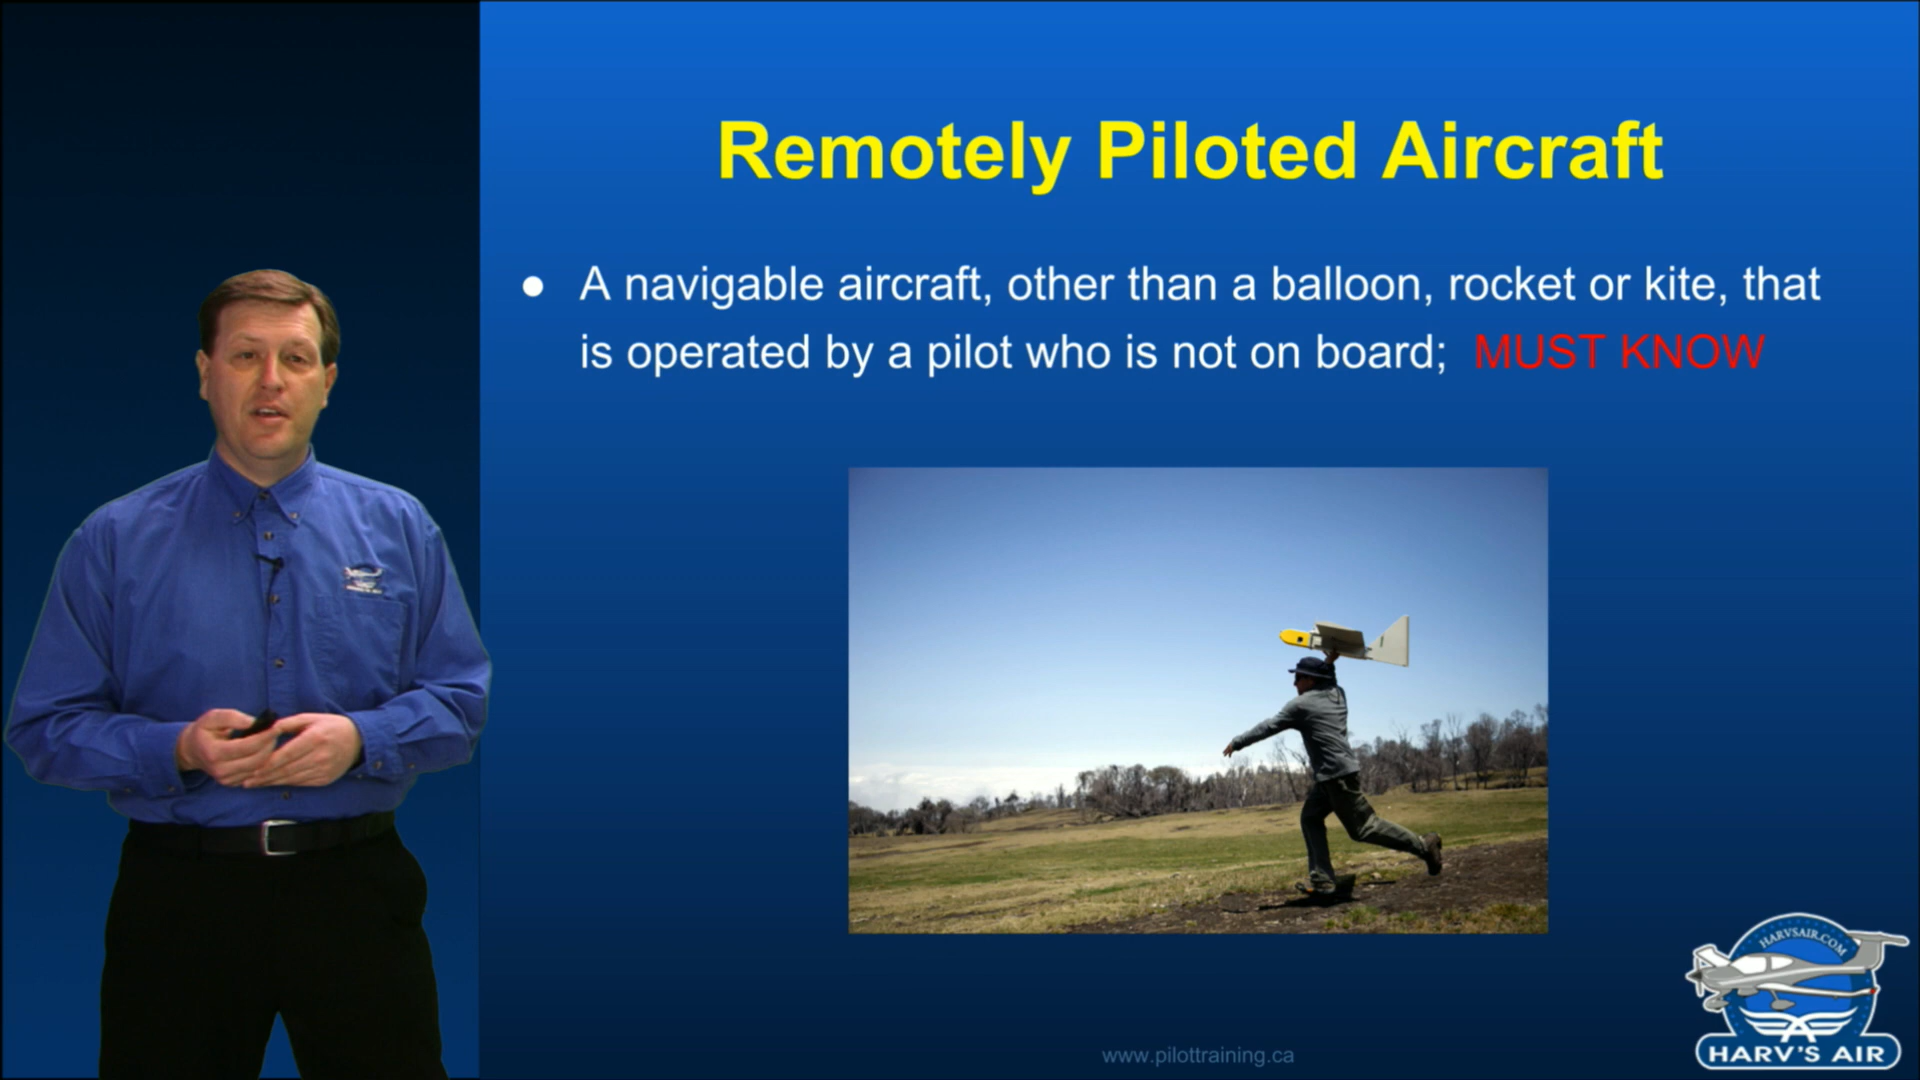 Remotely Piloted Aircraft
● A navigable aircraft, other than a balloon, rocket or kite, that
is operated by a pilot who is not on board; MUST KNOW
HARVSAIR.COM
HARV'S AIR
www.pilottraining.ca